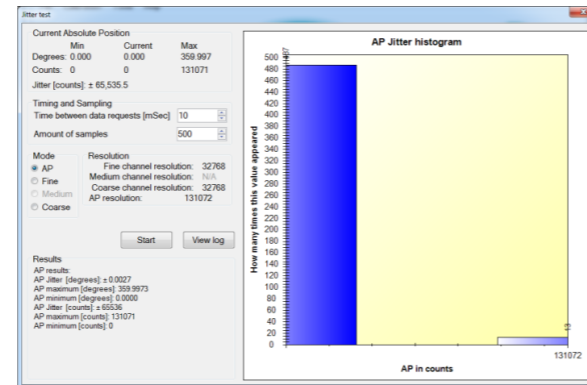 Jitter test
Current Absolute Position
Min Current Max
Degrees: 0.000 0.000 359.997
Counts: 0 0 131071
Jitter [counts]: ± 65,535.5
Timing and Sampling
Time between data requests [mSec] 10
Amount of samples 500
Mode
AP
Fine
Medium
Coarse
Resolution
Fine channel resolution: 32768
Medium channel resolution: N/A
Coarse channel resolution: 32768
AP resolution: 131072
Start View log
Results
AP results:
AP Jitter [degrees]: ± 0.0027
AP maximum [degrees]: 359.9973
AP minimum [degrees]: 0.0000
AP Jitter [counts]: ± 65536
AP maximum [counts]: 131071
AP minimum [counts]: 0
AP Jitter histogram
How many times this value appeared
500
480
460
440
420
400
380
360
340
320
300
280
260
240
220
200
180
160
140
120
100
80
60
40
20
0
487
13
131072
AP in counts